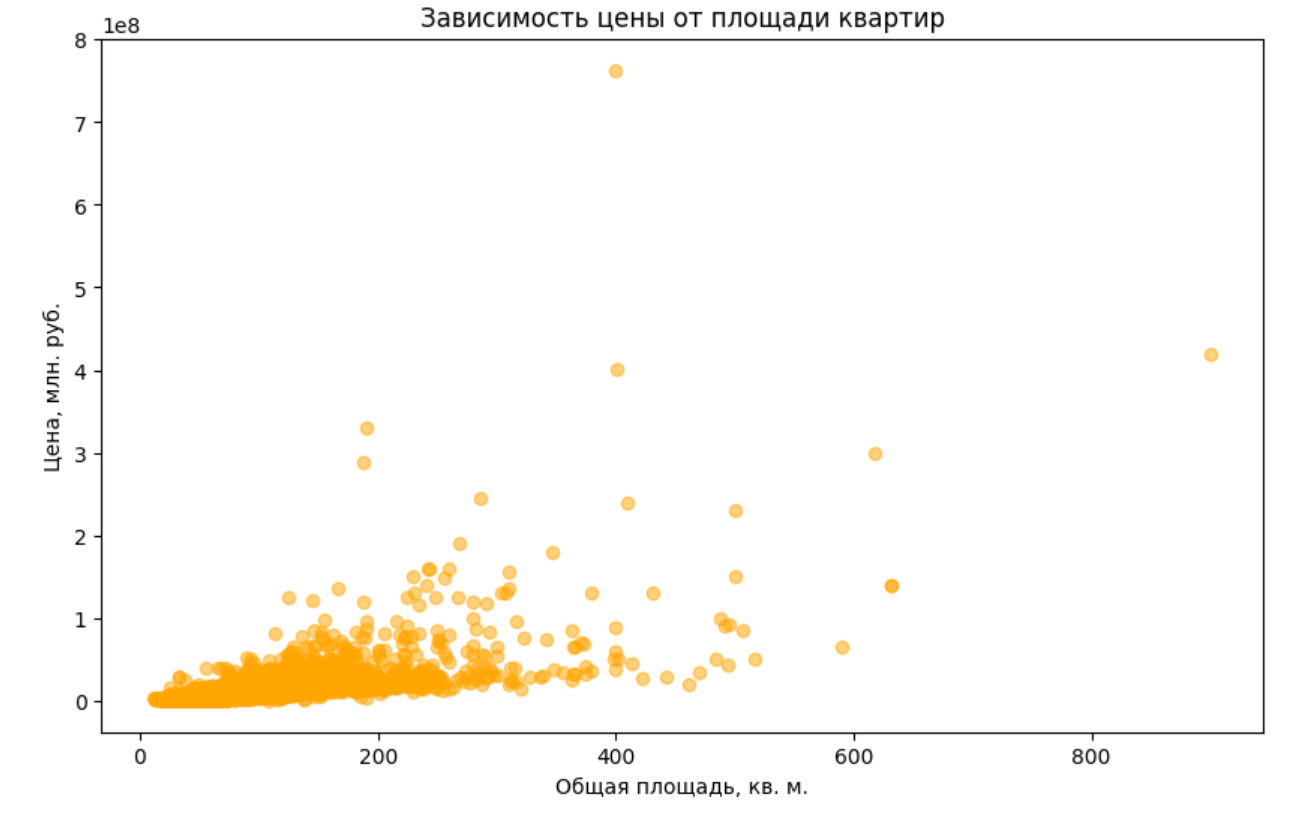 Зависимость цены от площади квартир
1e8
8
7
6
5
4
3
2
1
0
Цена, млн. руб.
0 200 400 600 800
Общая площадь, кв. м.